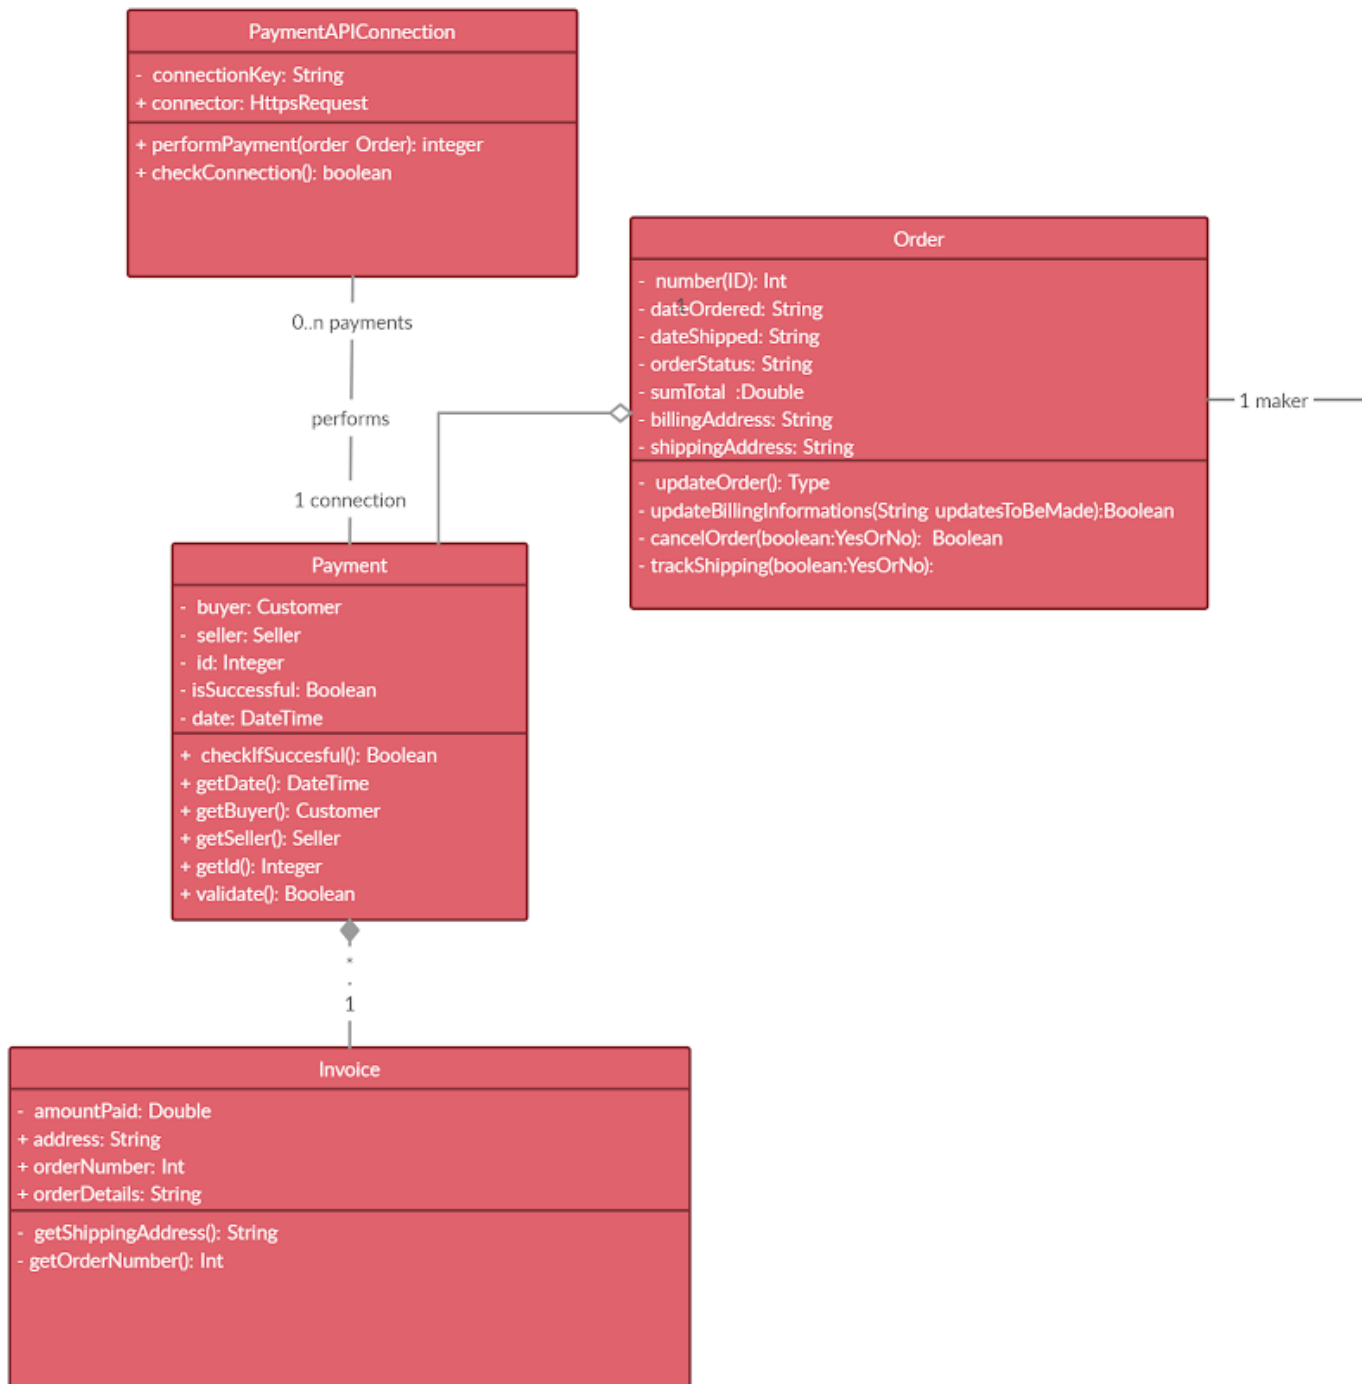 PaymentAPIConnection
- connectionKey: String
+ connector: HttpsRequest
+ performPayment(order Order): integer
+ checkConnection(): boolean
0..n payments
performs
1 connection
Order
- number(ID): Int
1
- dateOrdered: String
- dateShipped: String
- orderStatus: String
- sumTotal :Double
- billingAddress: String
- shippingAddress: String
- updateOrder(): Type
- updateBillingInformations(String updatesToBeMade):Boolean
- cancelOrder(boolean:YesOrNo): Boolean
- trackShipping(boolean:YesOrNo):
1 maker
Payment
- buyer: Customer
- seller: Seller
- id: Integer
- isSuccessful: Boolean
- date: DateTime
+ checkIfSuccesful(): Boolean
+ getDate(): DateTime
+ getBuyer(): Customer
+ getSeller(): Seller
+ getId(): Integer
+ validate(): Boolean
*
.
1
Invoice
- amountPaid: Double
+ address: String
+ orderNumber: Int
+ orderDetails: String
- getShippingAddress(): String
- getOrderNumber(): Int